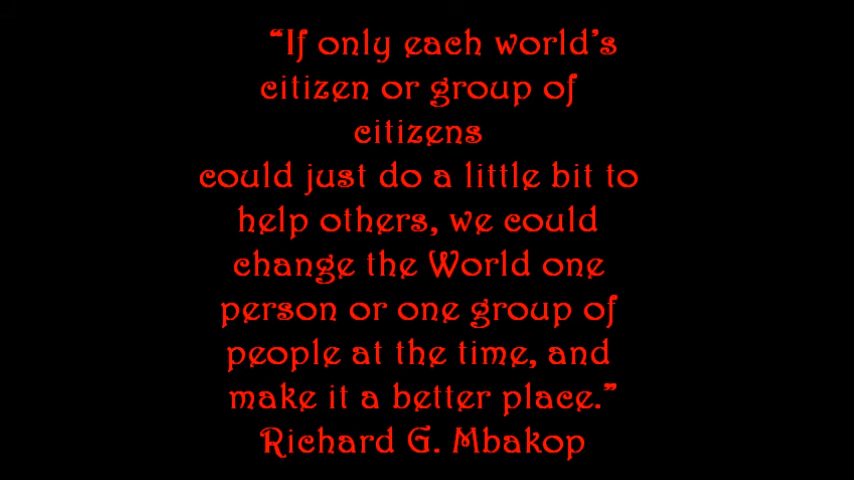 “If only each world’s
citizen or group of
citizens
could just do a little bit to
help others, we could
change the World one
person or one group of
people at the time, and
make it a better place.”
Richard G. Mbakop